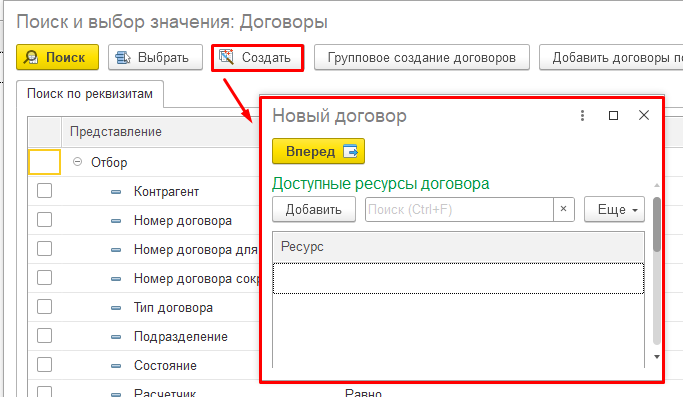 Поиск и выбор значения: Договоры
Поиск Выбрать Создать Групповое создание договоров Добавить договоры по
Поиск по реквизитам
Представление
Отбор
Контрагент
Номер договора
Номер договора для
Номер договора сокр
Тип договора
Подразделение
Состояние
Расчетчик Равно
Новый договор
Вперед
Доступные ресурсы договора
Добавить Поиск (Ctrl+F) × Еще
Ресурс